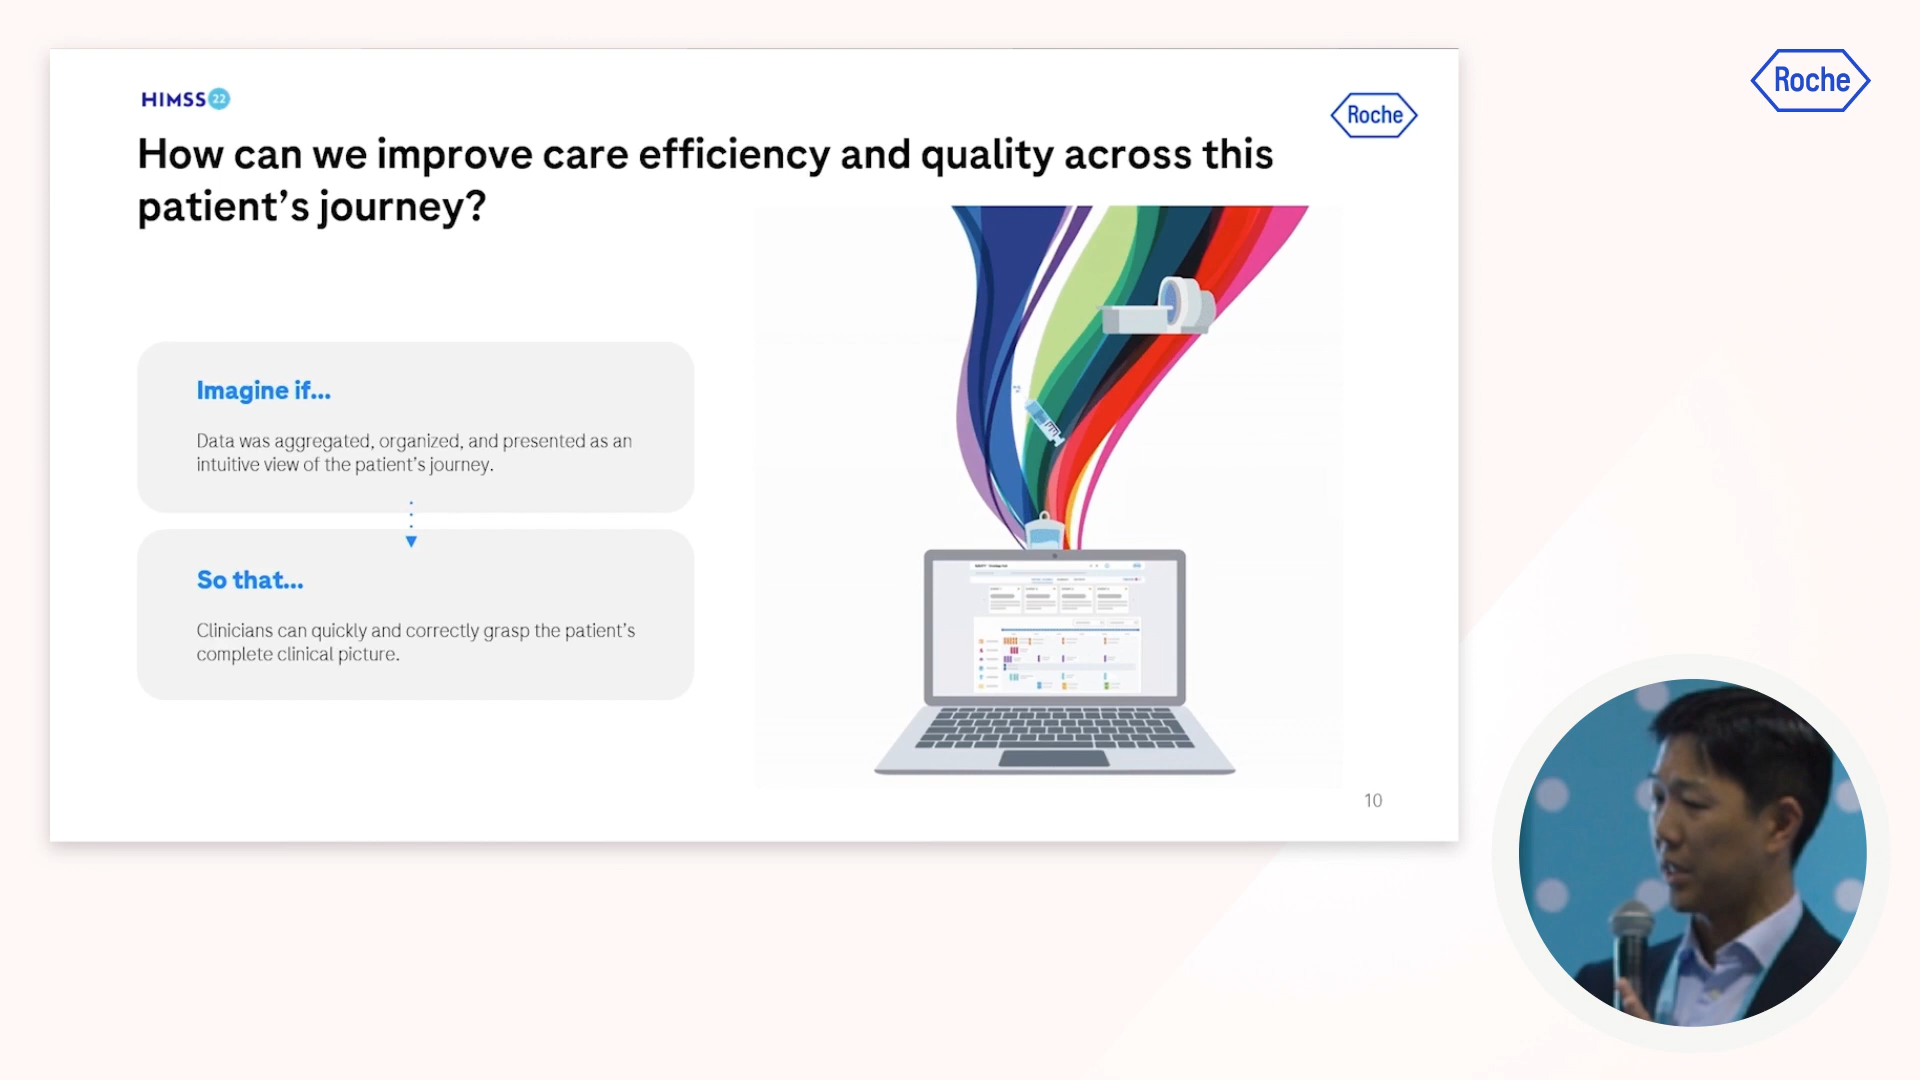 HIMSS 22
Roche
Roche
How can we improve care efficiency and quality across this
patient's journey?
Imagine if...
Data was aggregated, organized, and presented as an
intuitive view of the patient's journey.
So that...
Clinicians can quickly and correctly grasp the patient's
complete clinical picture.
10